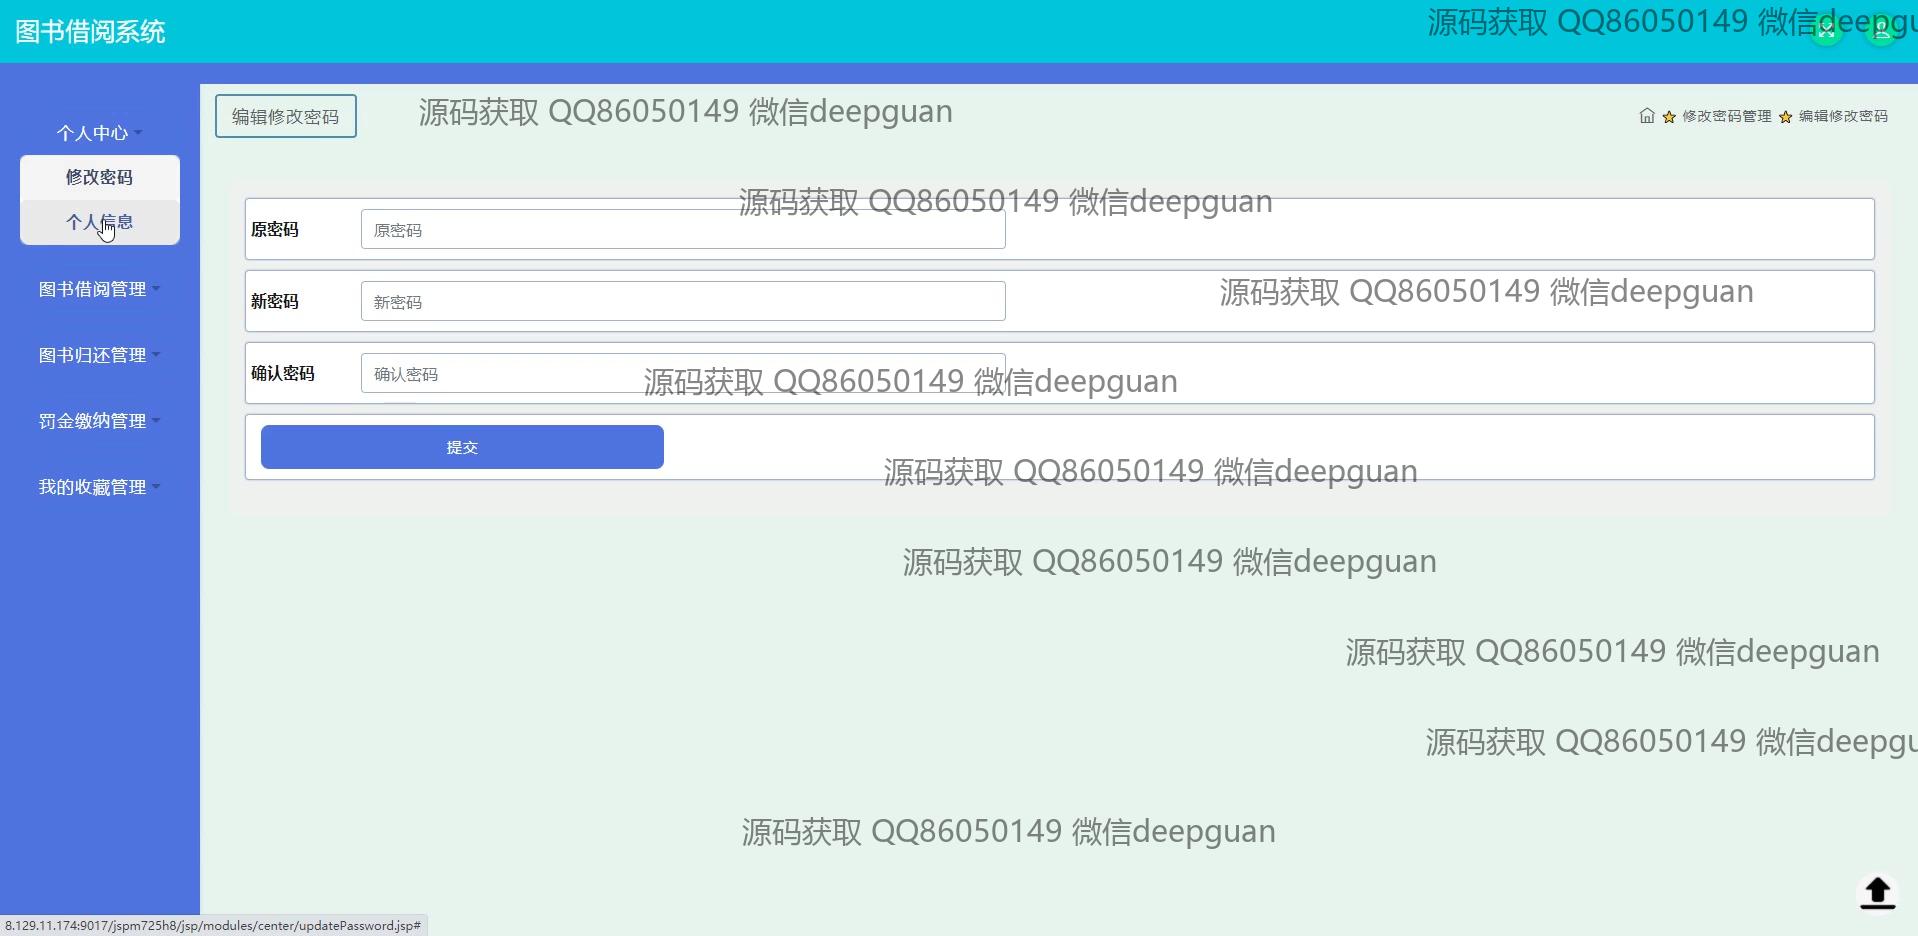 图书借阅系统
源码获取 QQ86050149 微信deepgu
个人中心
修改密码
个人信息
图书借阅管理
图书归还管理
罚金缴纳管理
我的收藏管理
编辑修改密码
源码获取 QQ86050149 微信deepguan
修改密码管理 编辑修改密码
源码获取 QQ86050149 微信deepguan
原密码 原密码
新密码 新密码
源码获取 QQ86050149 微信deepguan
确认密码 确认密码
源码获取 QQ86050149 微信deepguan
提交
源码获取 QQ86050149 微信deepguan
源码获取 QQ86050149 微信deepguan
源码获取 QQ86050149 微信deepguan
源码获取 QQ86050149 微信deepgu
源码获取 QQ86050149 微信deepguan
8.129.11.174:9017/jspm725h8/jsp/modules/center/updatePassword.jsp#